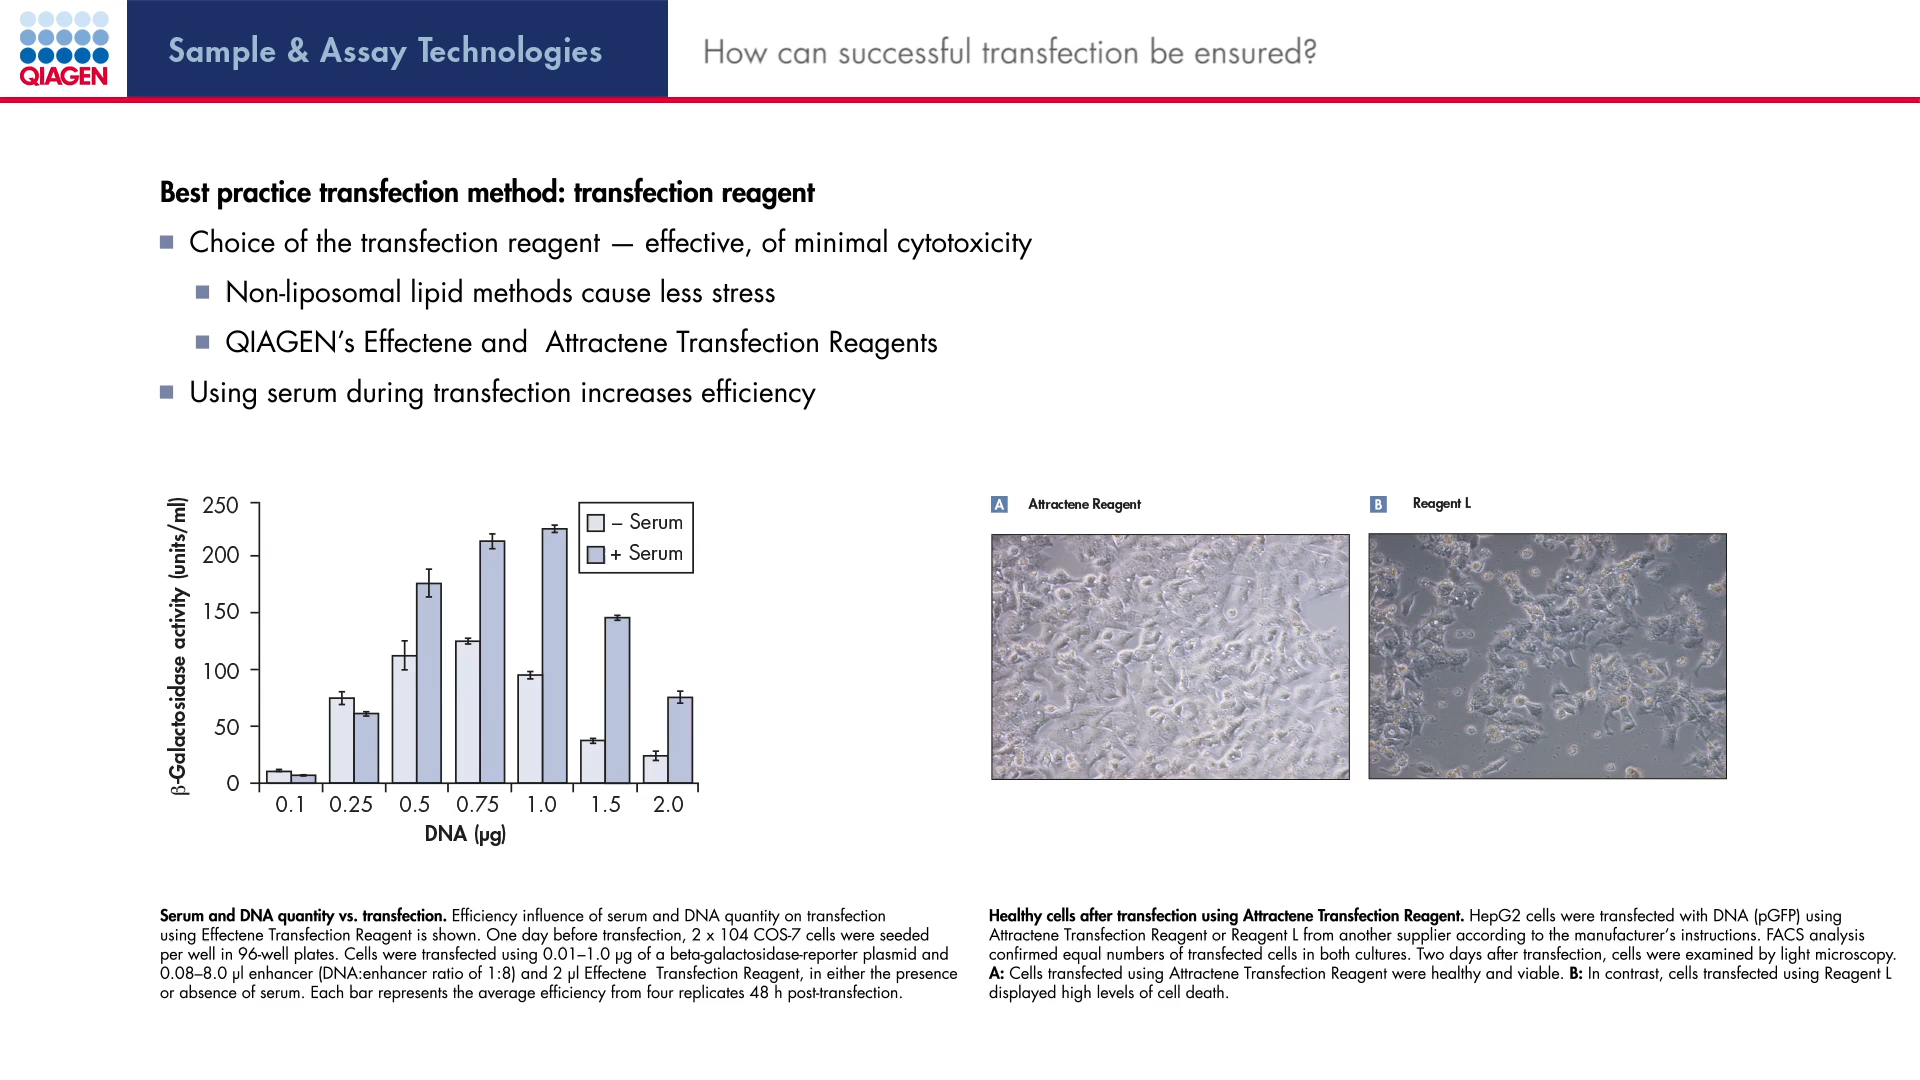 QIAGEN
Sample & Assay Technologies
How can successful transfection be ensured?
Best practice transfection method: transfection reagent
Choice of the transfection reagent — effective, of minimal cytotoxicity
Non-liposomal lipid methods cause less stress
QIAGEN’s Effectene and Attractene Transfection Reagents
Using serum during transfection increases efficiency
β-Galactosidase activity (units/ml)
250
200
150
100
50
0
– Serum
+ Serum
0.1 0.25 0.5 0.75 1.0 1.5 2.0
DNA (µg)
A Attractene Reagent
B Reagent L
Serum and DNA quantity vs. transfection. Efficiency influence of serum and DNA quantity on transfection
using Effectene Transfection Reagent is shown. One day before transfection, 2 x 104 COS-7 cells were seeded
per well in 96-well plates. Cells were transfected using 0.01–1.0 µg of a beta-galactosidase-reporter plasmid and
0.08–8.0 µl enhancer (DNA:enhancer ratio of 1:8) and 2 µl Effectene Transfection Reagent, in either the presence
or absence of serum. Each bar represents the average efficiency from four replicates 48 h post-transfection.
Healthy cells after transfection using Attractene Transfection Reagent. HepG2 cells were transfected with DNA (pGFP) using
Attractene Transfection Reagent or Reagent L from another supplier according to the manufacturer’s instructions. FACS analysis
confirmed equal numbers of transfected cells in both cultures. Two days after transfection, cells were examined by light microscopy.
A: Cells transfected using Attractene Transfection Reagent were healthy and viable. B: In contrast, cells transfected using Reagent L
displayed high levels of cell death.